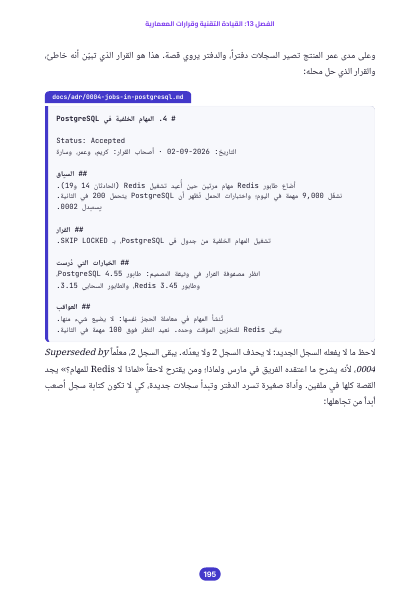 الفصل 13: القيادة التقنية وقرارات المعمارية
وعلى مدى عمر المنتج تصير السجلات دفتراً، والدفتر يروي قصة. هذا هو القرار الذي تبيّن أنه خاطئ،
والقرار الذي حل محله:
docs/adr/0004-jobs-in-postgresql.md
# 4. المهام الخلفية في PostgreSQL
Status: Accepted
التاريخ: 2026-09-02 · أصحاب القرار: كريم، وعمر، وسارة
## السياق
أضاع طابور Redis مهام مرتين حين أُعيد تشغيل Redis (الحادثان 14 و19).
نشغّل 9,000 مهمة في اليوم؛ واختبارات الحمل تُظهر أن PostgreSQL يتحمل 200 في الثانية.
يستبدل 0002.
## القرار
تشغيل المهام الخلفية من جدول في PostgreSQL، بـ SKIP LOCKED.
## الخيارات التي دُرست
انظر مصفوفة القرار في وثيقة التصميم: طابور PostgreSQL 4.55،
وطابور Redis 3.45، والطابور السحابي 3.15.
## العواقب
تُنشأ المهام في معاملة الحجز نفسها: لا يضيع شيء منها.
يبقى Redis للتخزين المؤقت وحده. نعيد النظر فوق 100 مهمة في الثانية.
لاحظ ما لا يفعله السجل الجديد: لا يحذف السجل 2 ولا يعدّله. يبقى السجل 2، معلَّماً Superseded by
0004، لأنه يشرح ما اعتقده الفريق في مارس ولماذا؛ ومن يقترح لاحقاً «لماذا لا Redis للمهام؟» يجد
القصة كلها في ملفين. وأداة صغيرة تسرد الدفتر وتبدأ سجلات جديدة، كي لا تكون كتابة سجل أصعب
أبداً من تجاهلها:
195